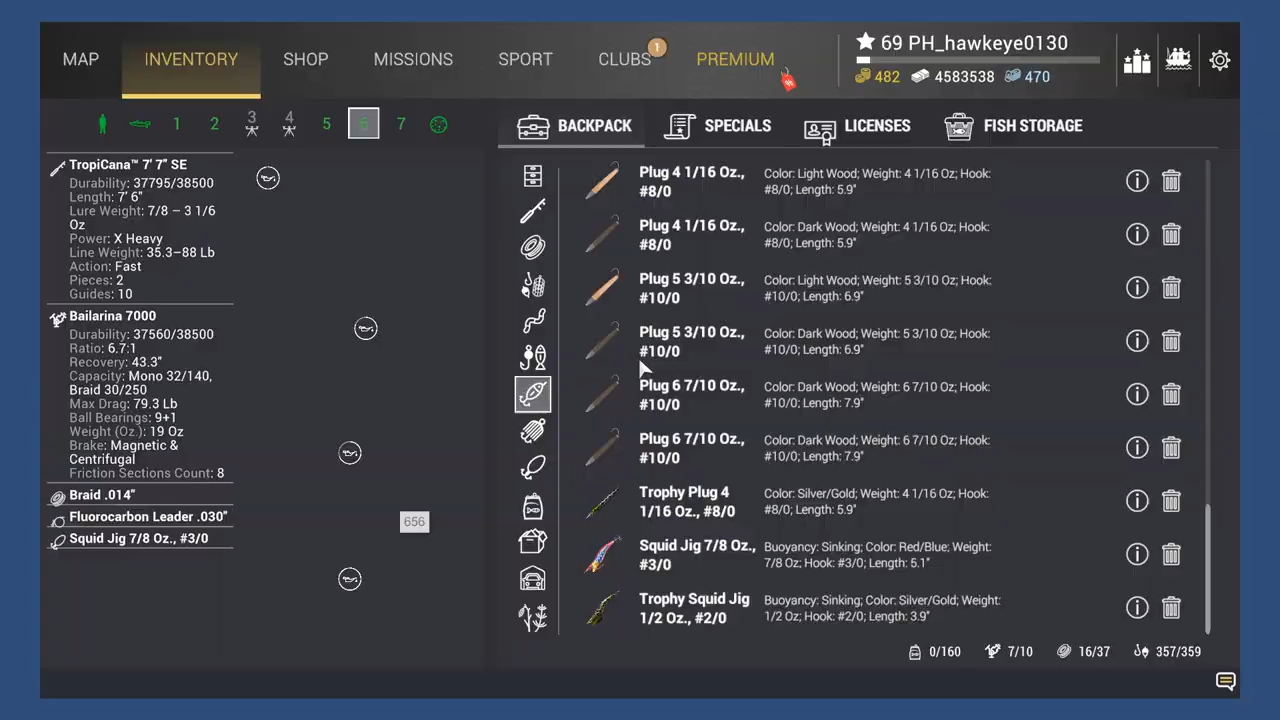 MAP INVENTORY SHOP MISSIONS SPORT CLUBS 1 PREMIUM
69 PH_hawkeye0130
482 4583538 470
1 2 3 4 5 6 7
BACKPACK SPECIALS LICENSES FISH STORAGE
TropiCana™ 7' 7" SE
Durability: 37795/38500
Length: 7' 6"
Lure Weight: 7/8 – 3 1/6
Oz
Power: X Heavy
Line Weight: 35.3–88 Lb
Action: Fast
Pieces: 2
Guides: 10
Bailarina 7000
Durability: 37560/38500
Ratio: 6.7:1
Recovery: 43.3"
Capacity: Mono 32/140,
Braid 30/250
Max Drag: 79.3 Lb
Ball Bearings: 9+1
Weight (Oz.): 19 Oz
Brake: Magnetic &
Centrifugal
Friction Sections Count: 8
Braid .014"
Fluorocarbon Leader .030"
Squid Jig 7/8 Oz., #3/0
656
Plug 4 1/16 Oz.,
#8/0
Color: Light Wood; Weight: 4 1/16 Oz; Hook:
#8/0; Length: 5.9"
Plug 4 1/16 Oz.,
#8/0
Color: Dark Wood; Weight: 4 1/16 Oz; Hook:
#8/0; Length: 5.9"
Plug 5 3/10 Oz.,
#10/0
Color: Light Wood; Weight: 5 3/10 Oz; Hook:
#10/0; Length: 6.9"
Plug 5 3/10 Oz.,
#10/0
Color: Dark Wood; Weight: 5 3/10 Oz; Hook:
#10/0; Length: 6.9"
Plug 6 7/10 Oz.,
#10/0
Color: Dark Wood; Weight: 6 7/10 Oz; Hook:
#10/0; Length: 7.9"
Plug 6 7/10 Oz.,
#10/0
Color: Dark Wood; Weight: 6 7/10 Oz; Hook:
#10/0; Length: 7.9"
Trophy Plug 4
1/16 Oz., #8/0
Color: Silver/Gold; Weight: 4 1/16 Oz; Hook:
#8/0; Length: 5.9"
Squid Jig 7/8 Oz.,
#3/0
Buoyancy: Sinking; Color: Red/Blue; Weight:
7/8 Oz; Hook: #3/0; Length: 5.1"
Trophy Squid Jig
1/2 Oz., #2/0
Buoyancy: Sinking; Color: Silver/Gold; Weight:
1/2 Oz; Hook: #2/0; Length: 3.9"
0/160 7/10 16/37 357/359